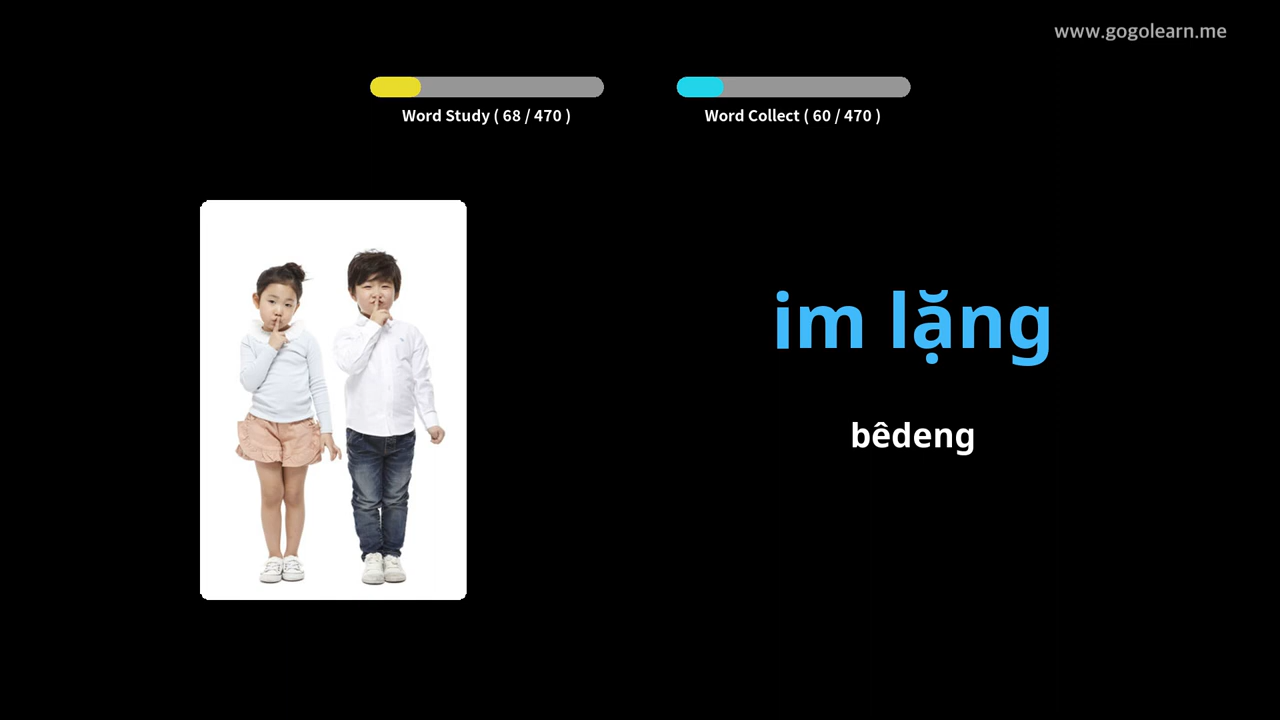 www.gogolearn.me
Word Study ( 68 / 470 )
Word Collect ( 60 / 470 )
im lặng
bêdeng